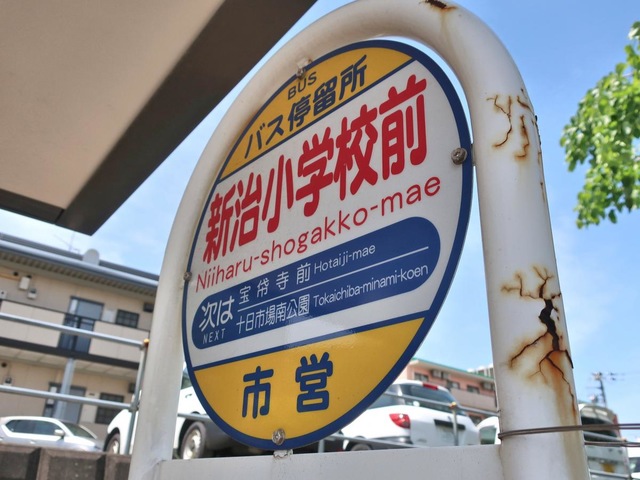 BUS
バス停留所
新治小学校前
Niiharu-shogakko-mae
次は
NEXT
宝帒寺前 Hotaiji-mae
十日市場南公園 Tokaichiba-minami-koen
市営